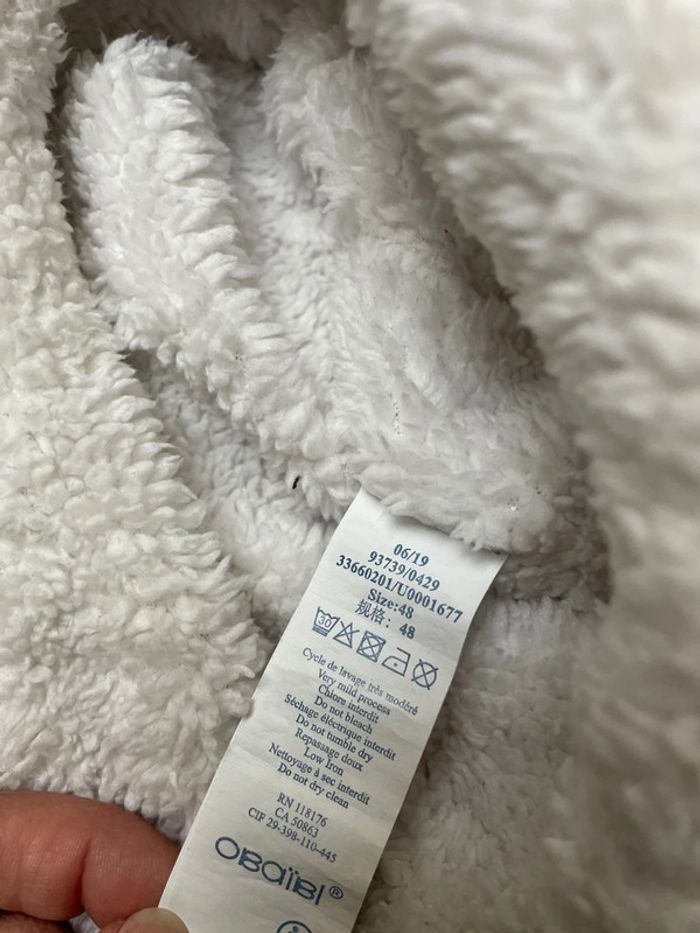 06/19
93739/0429
33660201/U0001677
Size:48
规格: 48
30
Cycle de lavage très modéré
Very mild process
Chlore interdit
Do not bleach
Séchage éléctrique interdit
Do not tumble dry
Repassage doux
Low Iron
Nettoyage à sec interdit
Do not dry clean
RN 118176
CA 50863
CIF 29-398-110-445
OBaïBI®